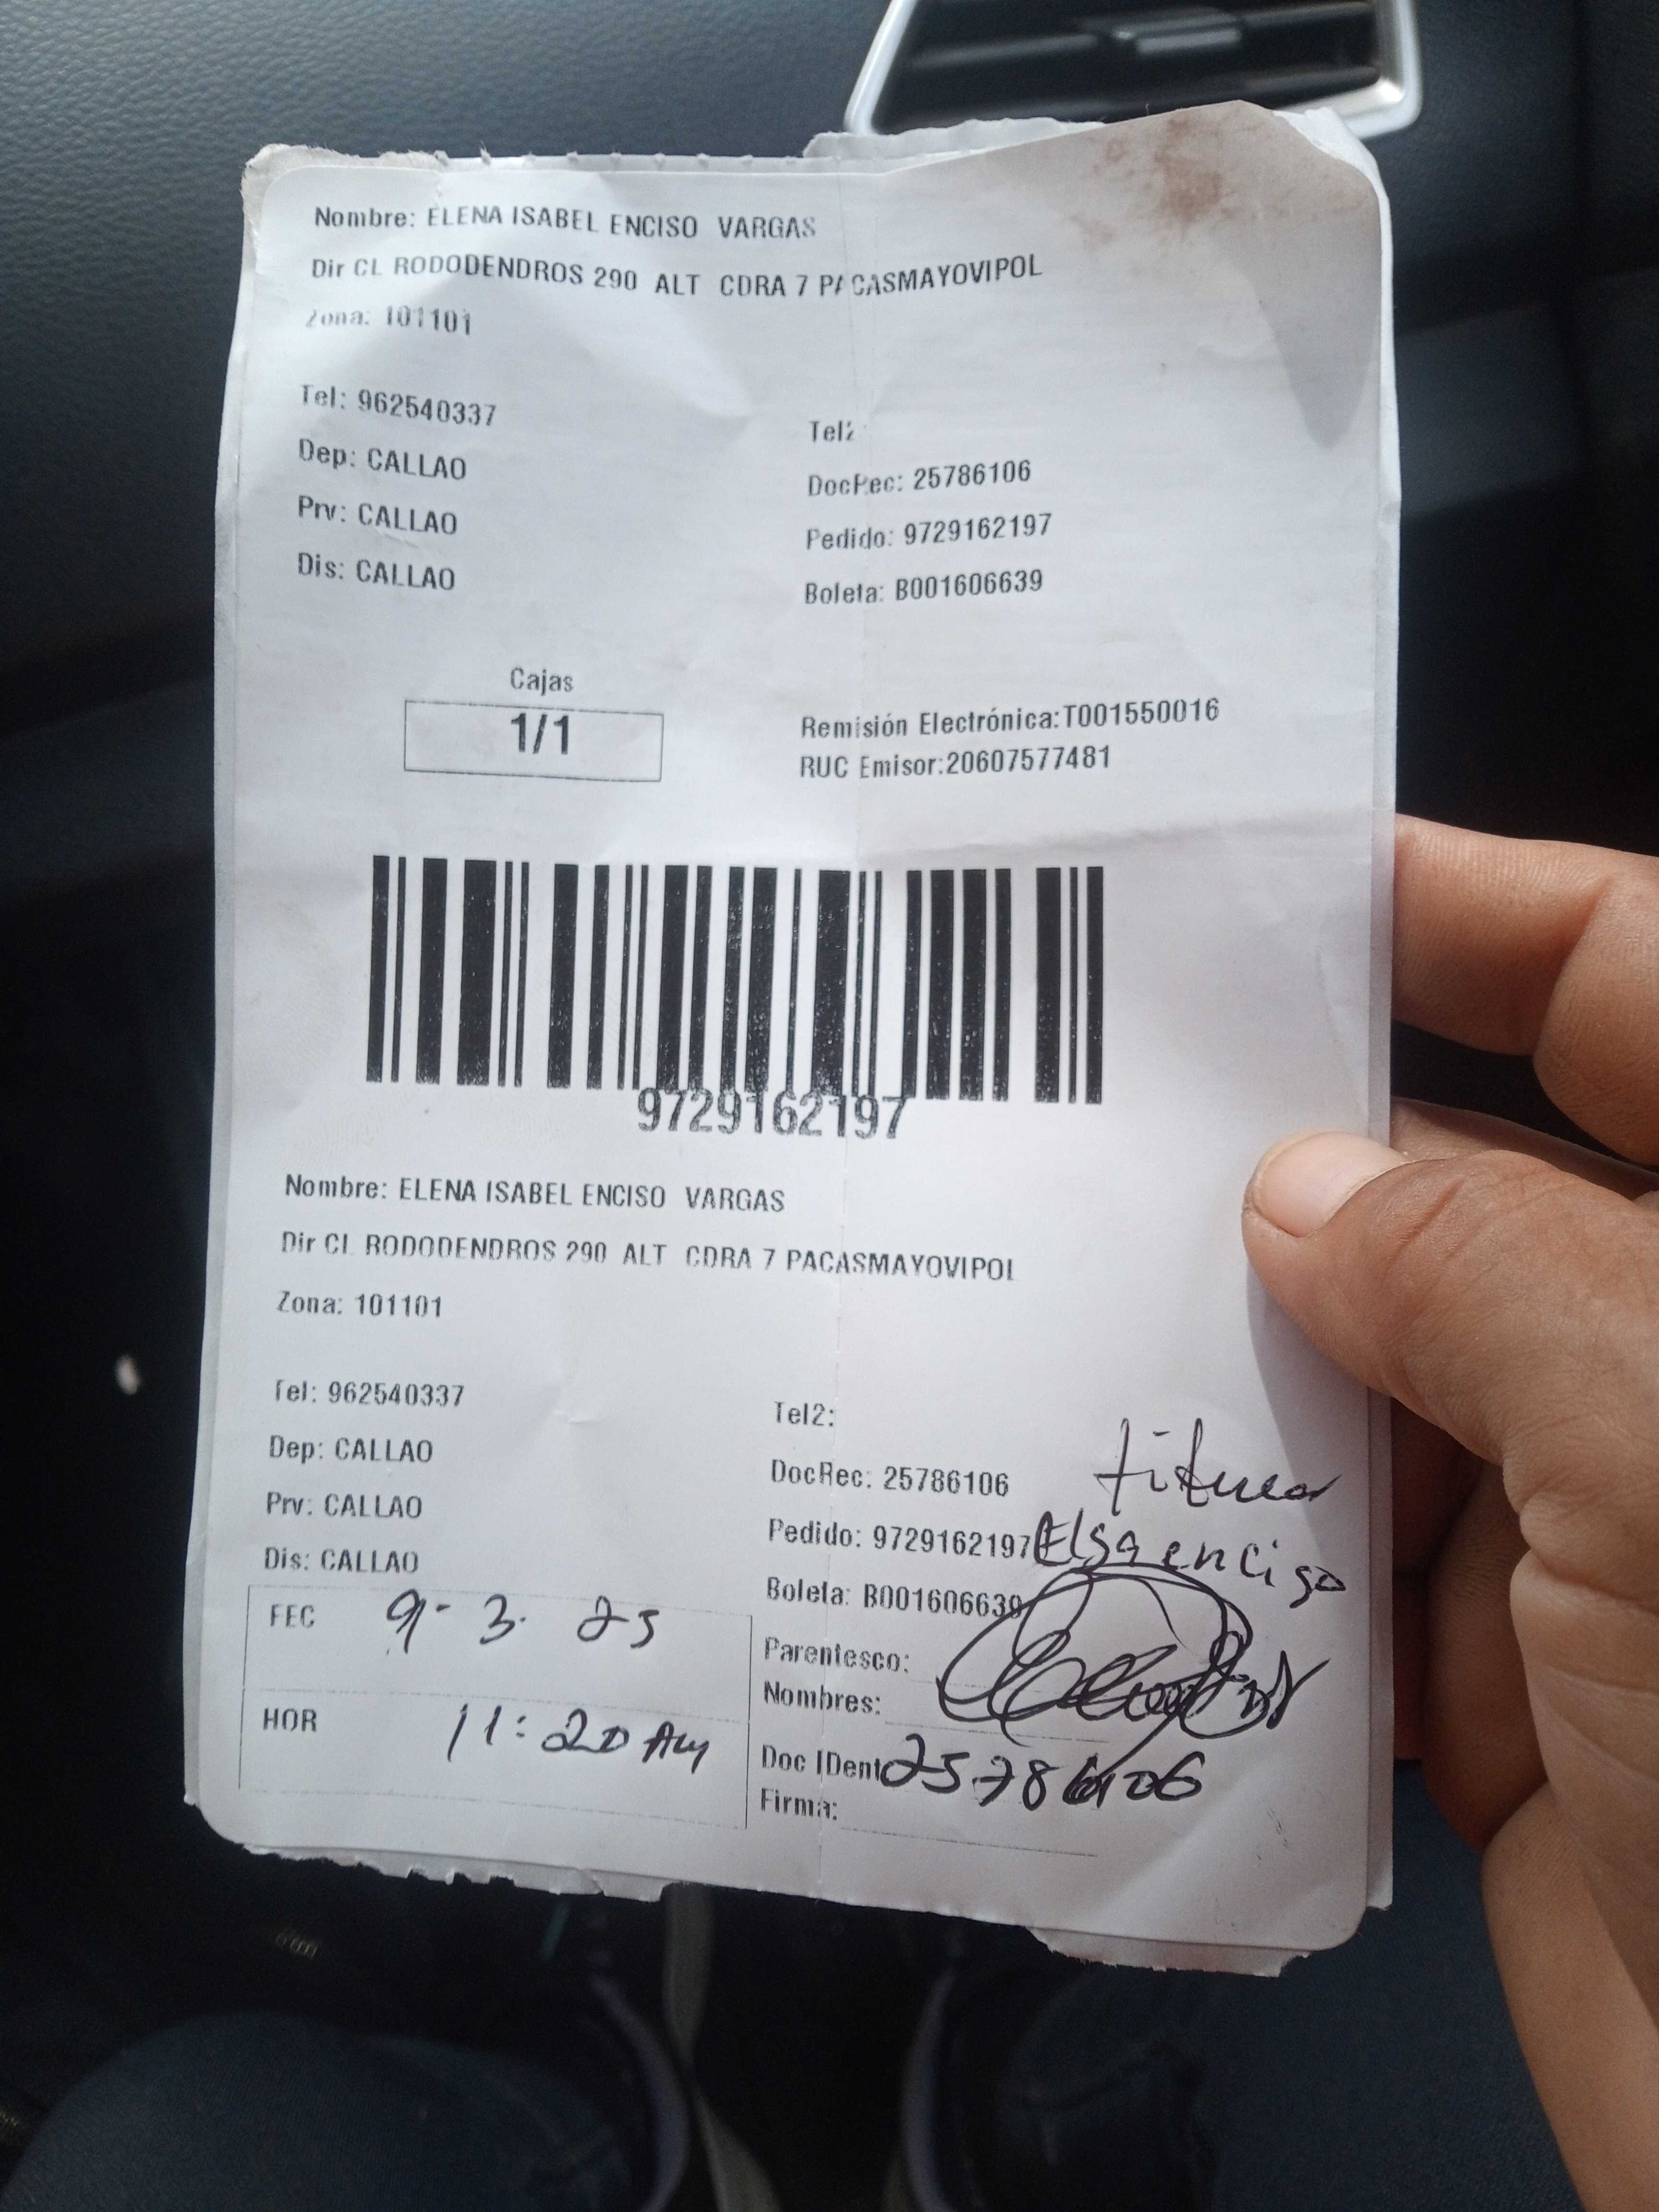 Nombre: ELENA ISABEL ENCISO VARGAS
Dir CL RODODENDROS 290 ALT CDRA 7 PACASMAYOVIPOL
Zona: 101101
Tel: 962540337
Tel2
Dep: CALLAO
DocRec: 25786106
Prv: CALLAO
Pedido: 9729162197
Dis: CALLAO
Boleta: B001606639
Cajas
1/1
Remisión Electrónica:T001550016
RUC Emisor:20607577481
9729162197
Nombre: ELENA ISABEL ENCISO VARGAS
Dir CL RODODENDROS 290 ALT CDRA 7 PACASMAYOVIPOL
Zona: 101101
Tel: 962540337
Tel2:
Dep: CALLAO
DocRec: 25786106
titular
Prv: CALLAO
Pedido: 9729162197
Elsa enciso
Dis: CALLAO
Boleta: B001606639
FEC 9-3-25
Parentesco:
Nombres:
HOR 11:20 AM
Doc IDent 25786106
Firma: